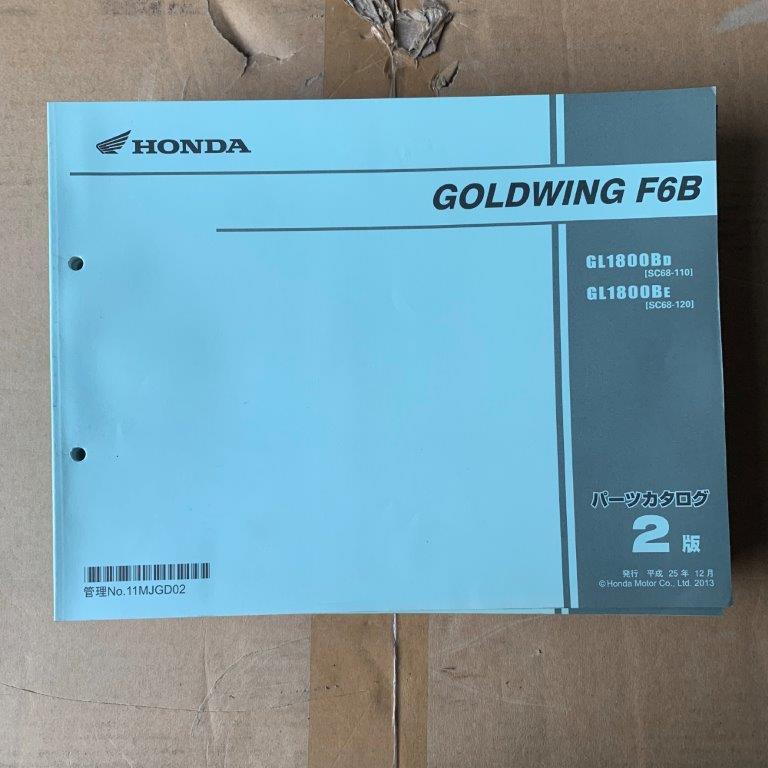 HONDA
GOLDWING F6B
GL1800BD
[SC68-110]
GL1800BE
[SC68-120]
パーツカタログ
2 版
発行 平成 25 年 12 月
©Honda Motor Co., Ltd. 2013
管理No.11MJGD02